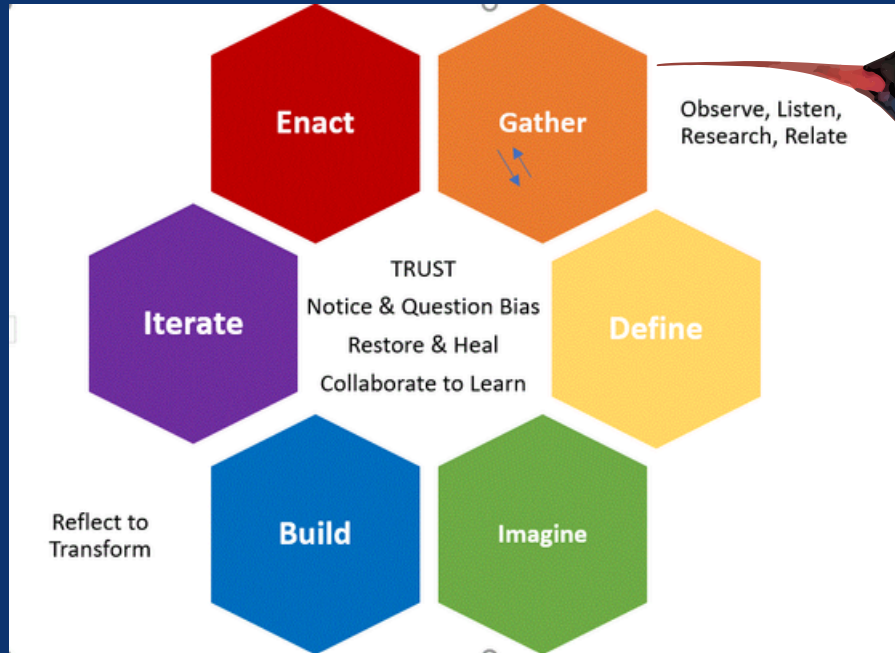 Enact
Gather
Observe, Listen,
Research, Relate
TRUST
Notice & Question Bias
Restore & Heal
Collaborate to Learn
Iterate
Define
Reflect to
Transform
Build
Imagine